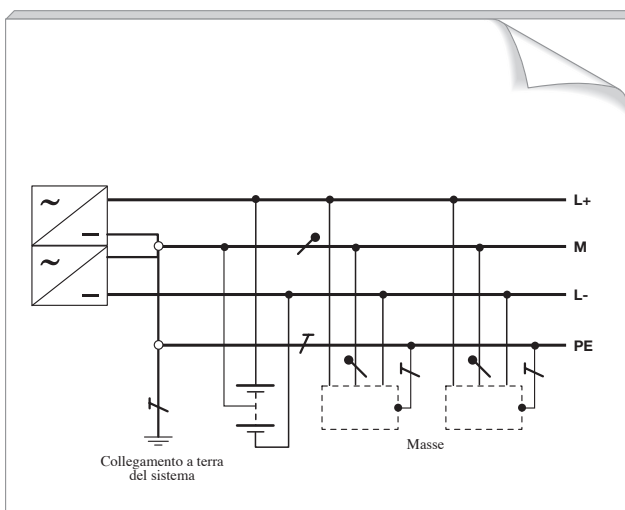 L+
M
L-
PE
Masse
Collegamento a terra
del sistema